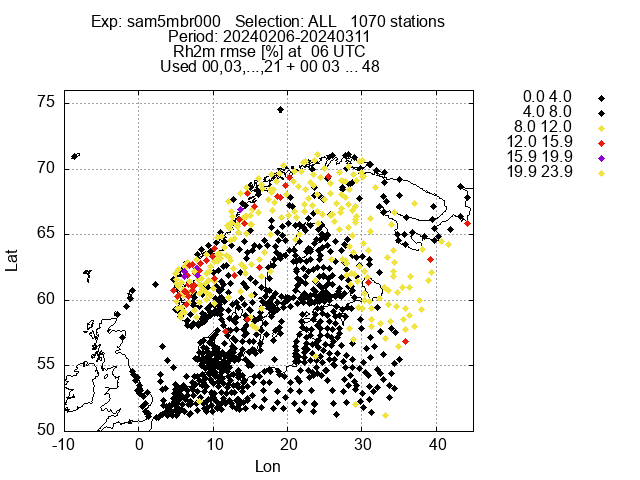 Exp: sam5mbr000 Selection: ALL 1070 stations
Period: 20240206-20240311
Rh2m rmse [%] at 06 UTC
Used 00,03,...,21 + 00 03 ... 48
0.0 4.0
4.0 8.0
8.0 12.0
12.0 15.9
15.9 19.9
19.9 23.9
75
70
65
60
55
50
Lat
-10 0 10 20 30 40
Lon